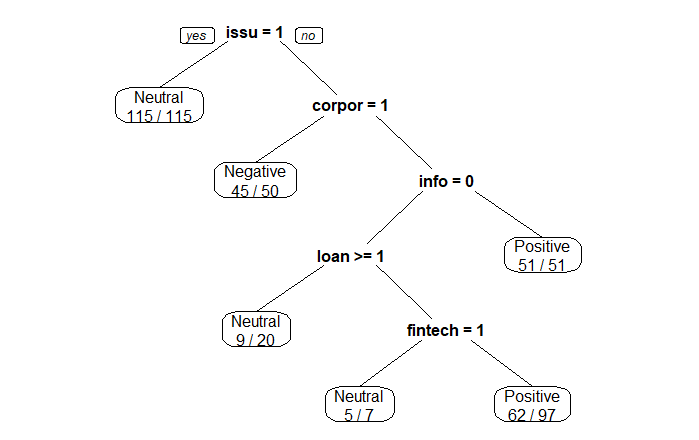 yes issu = 1 no
Neutral
115 / 115
corpor = 1
Negative
45 / 50
info = 0
Positive
51 / 51
loan >= 1
Neutral
9 / 20
fintech = 1
Neutral
5 / 7
Positive
62 / 97